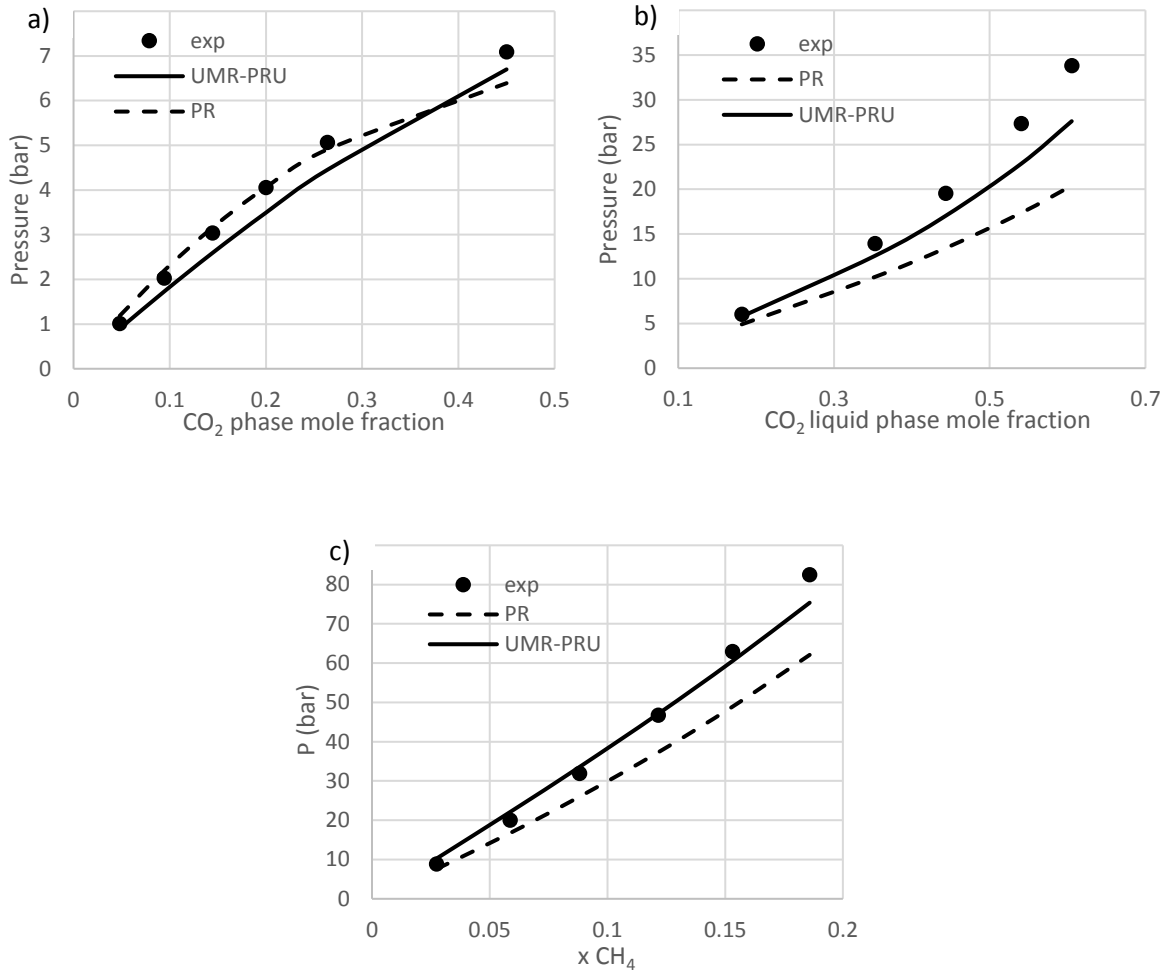 a)
exp
UMR-PRU
PR
7
6
5
4
3
2
1
0
Pressure (bar)
0 0.1 0.2 0.3 0.4 0.5
CO2 phase mole fraction
b)
exp
PR
UMR-PRU
35
30
25
20
15
10
5
0
Pressure (bar)
0.1 0.3 0.5 0.7
CO2 liquid phase mole fraction
c)
exp
PR
UMR-PRU
80
70
60
50
40
30
20
10
0
P (bar)
0 0.05 0.1 0.15 0.2
x CH4